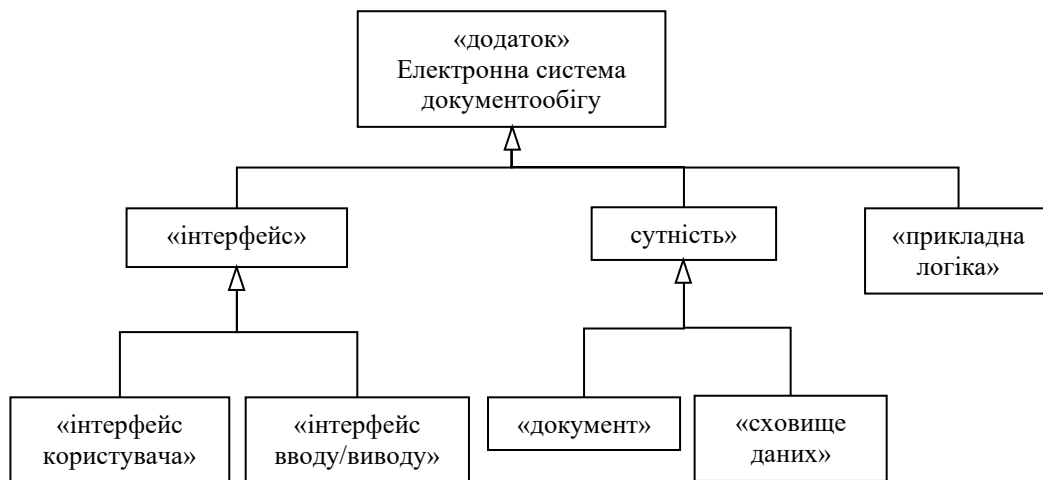 «додаток»
Електронна система
документообігу
«інтерфейс»
сутність»
«прикладна
логіка»
«інтерфейс
користувача»
«інтерфейс
вводу/виводу»
«документ»
«сховище
даних»